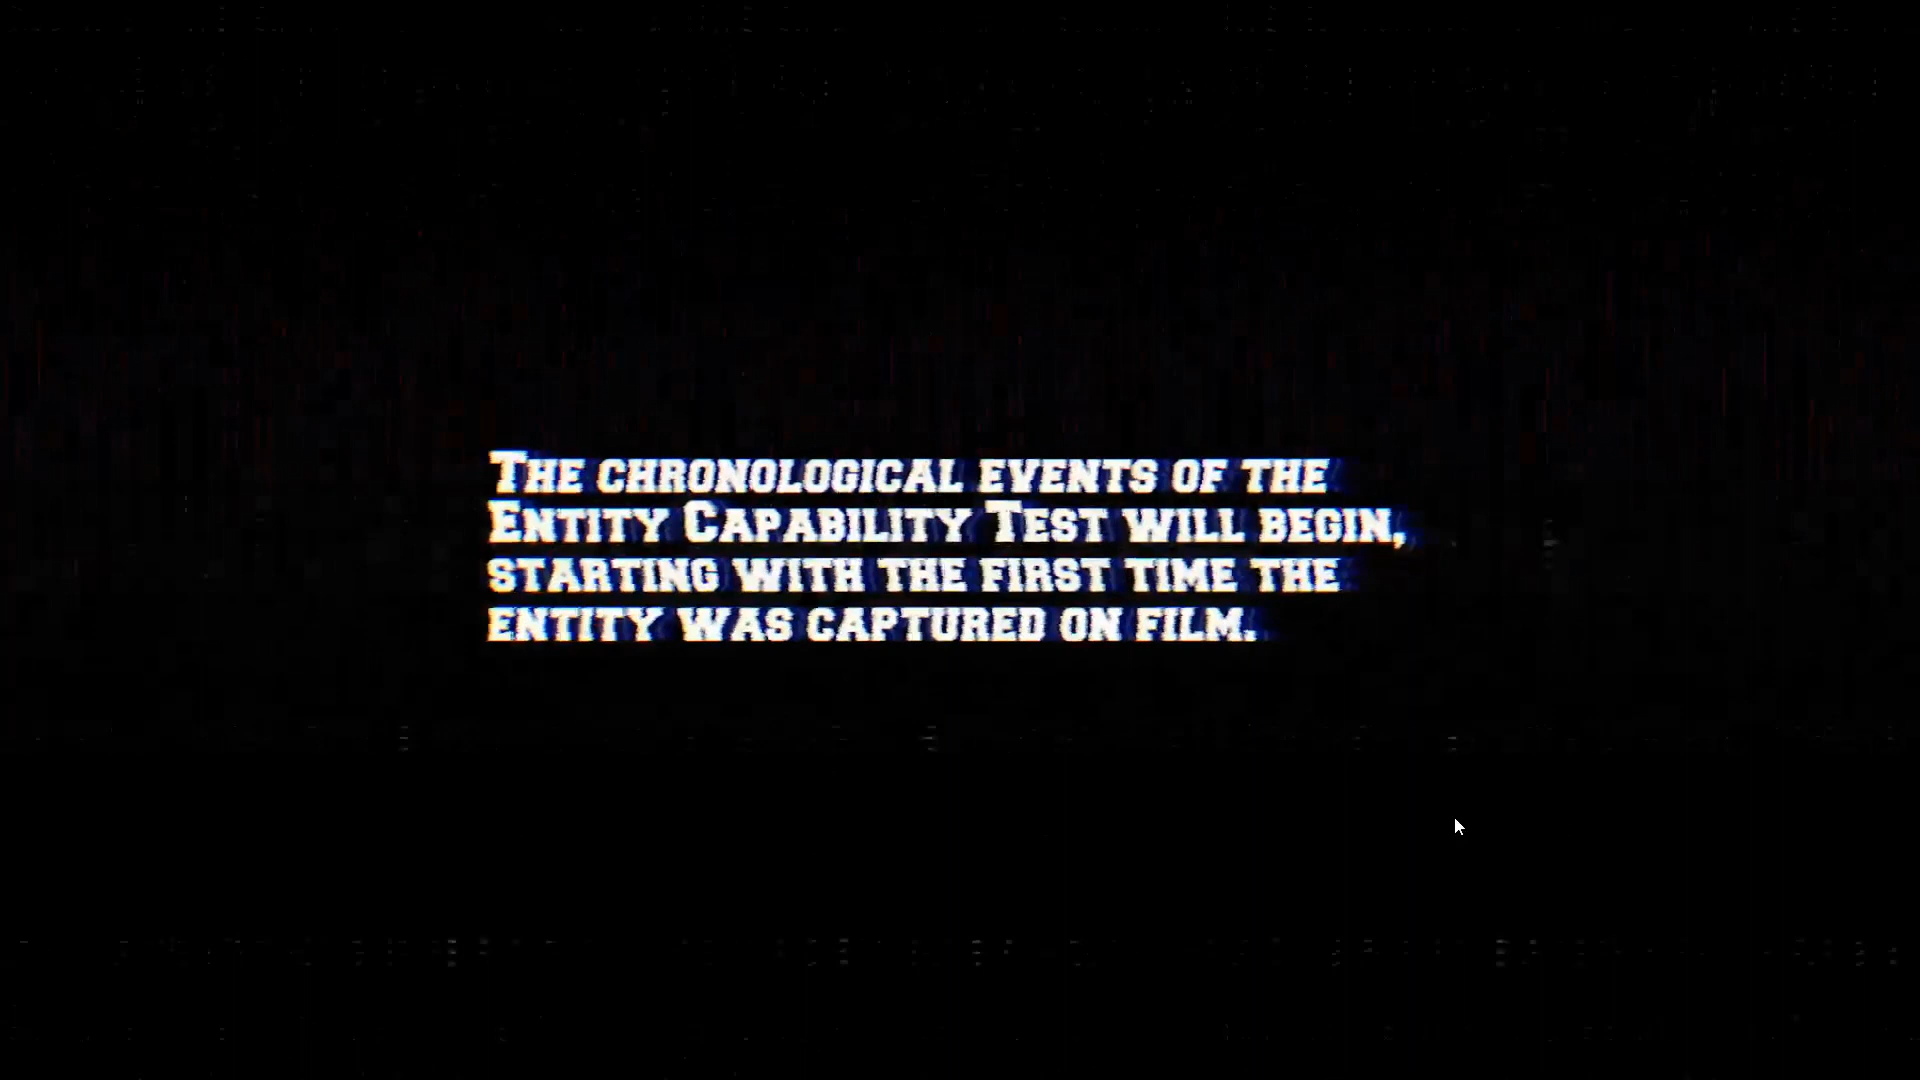 The chronological events of the
Entity Capability Test will begin,
starting with the first time the
entity was captured on film.